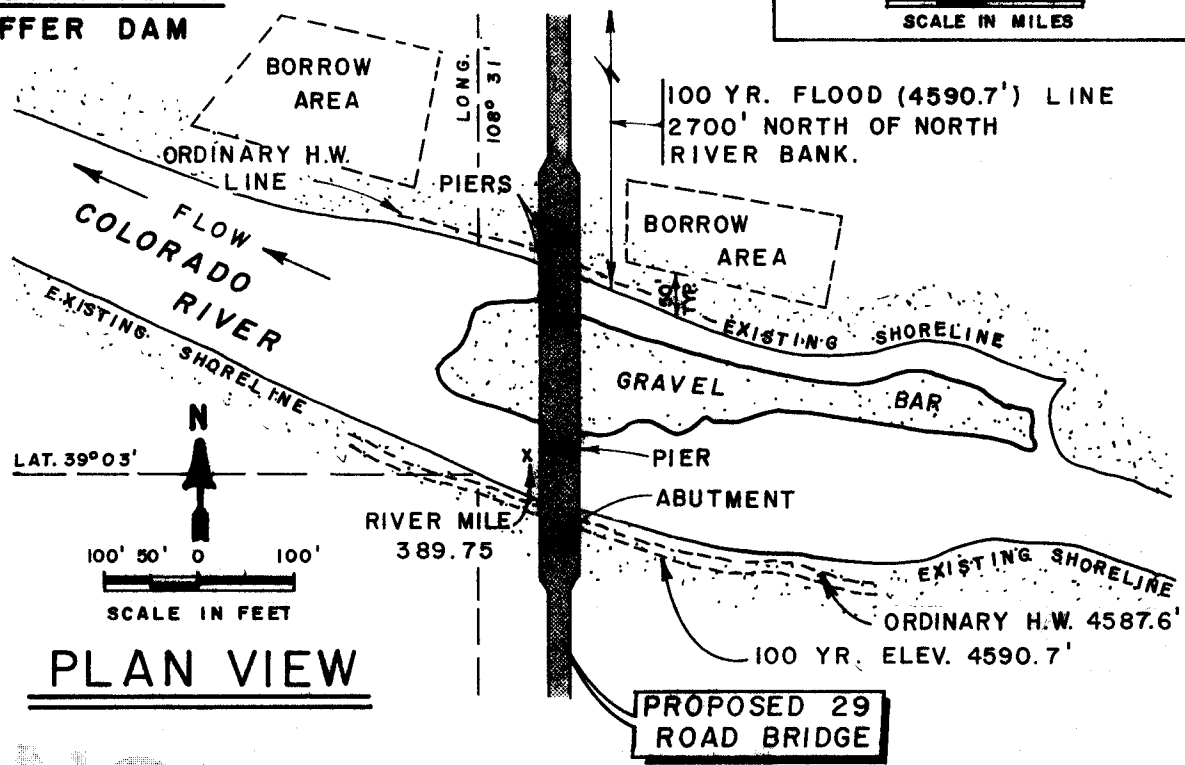 FFER DAM
SCALE IN MILES
BORROW
AREA
LONG.
108° 31'
100 YR. FLOOD (4590.7') LINE
2700' NORTH OF NORTH
RIVER BANK.
ORDINARY H.W.
LINE
PIERS
BORROW
AREA
FLOW
COLORADO
RIVER
50'
TYP.
EXISTING SHORELINE
EXISTING SHORELINE
GRAVEL BAR
N
LAT. 39°03'
X
PIER
ABUTMENT
RIVER MILE
389.75
100' 50' 0 100'
SCALE IN FEET
EXISTING SHORELINE
ORDINARY H.W. 4587.6'
100 YR. ELEV. 4590.7'
PLAN VIEW
PROPOSED 29
ROAD BRIDGE